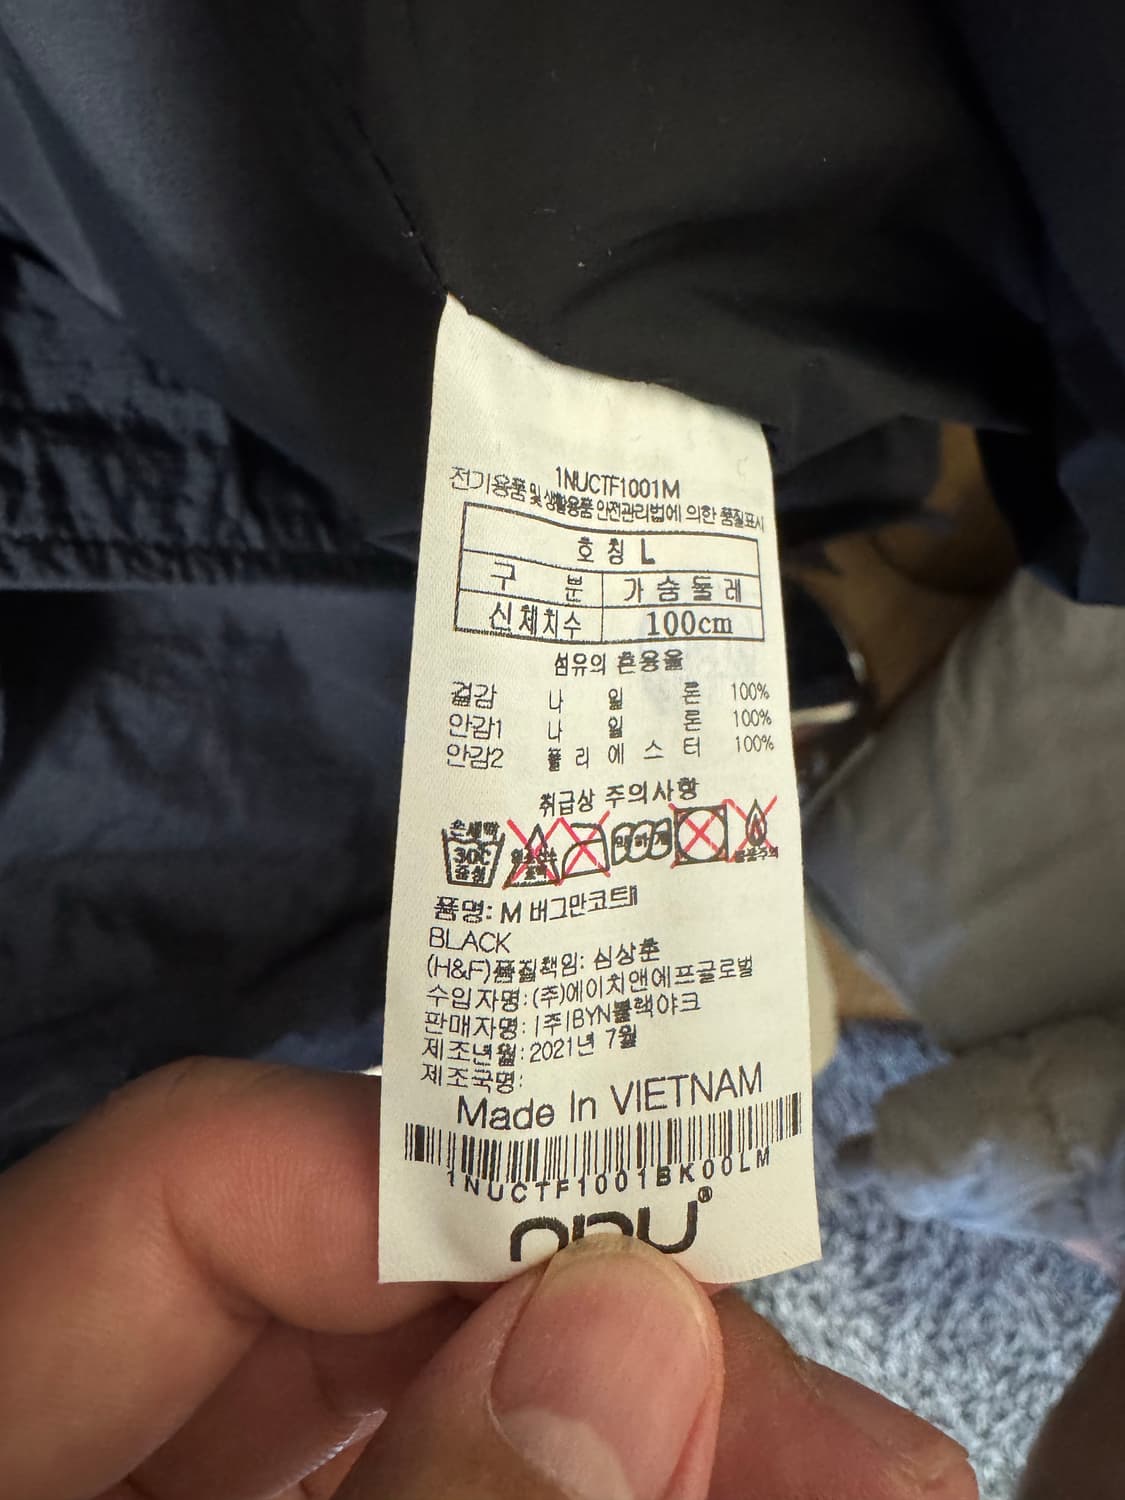 1NUCTF1001M
전기용품 및 생활용품 안전관리법에 의한 품질표시
호 칭 L
구 분 가 슴 둘 레
신체치수 100cm
섬유의 혼용율
겉감 나 일 론 100%
안감1 나 일 론 100%
안감2 폴 리 에 스 터 100%
취급상 주의사항
손세탁
30C
중성
약하게
품명: M 버그만코트
BLACK
(H&F)품질책임: 심상춘
수입자명: (주)에이치앤에프글로벌
판매자명: (주)BYN블랙야크
제조년월: 2021년 7월
제조국명:
Made In VIETNAM
1NUCTF1001BK00LM